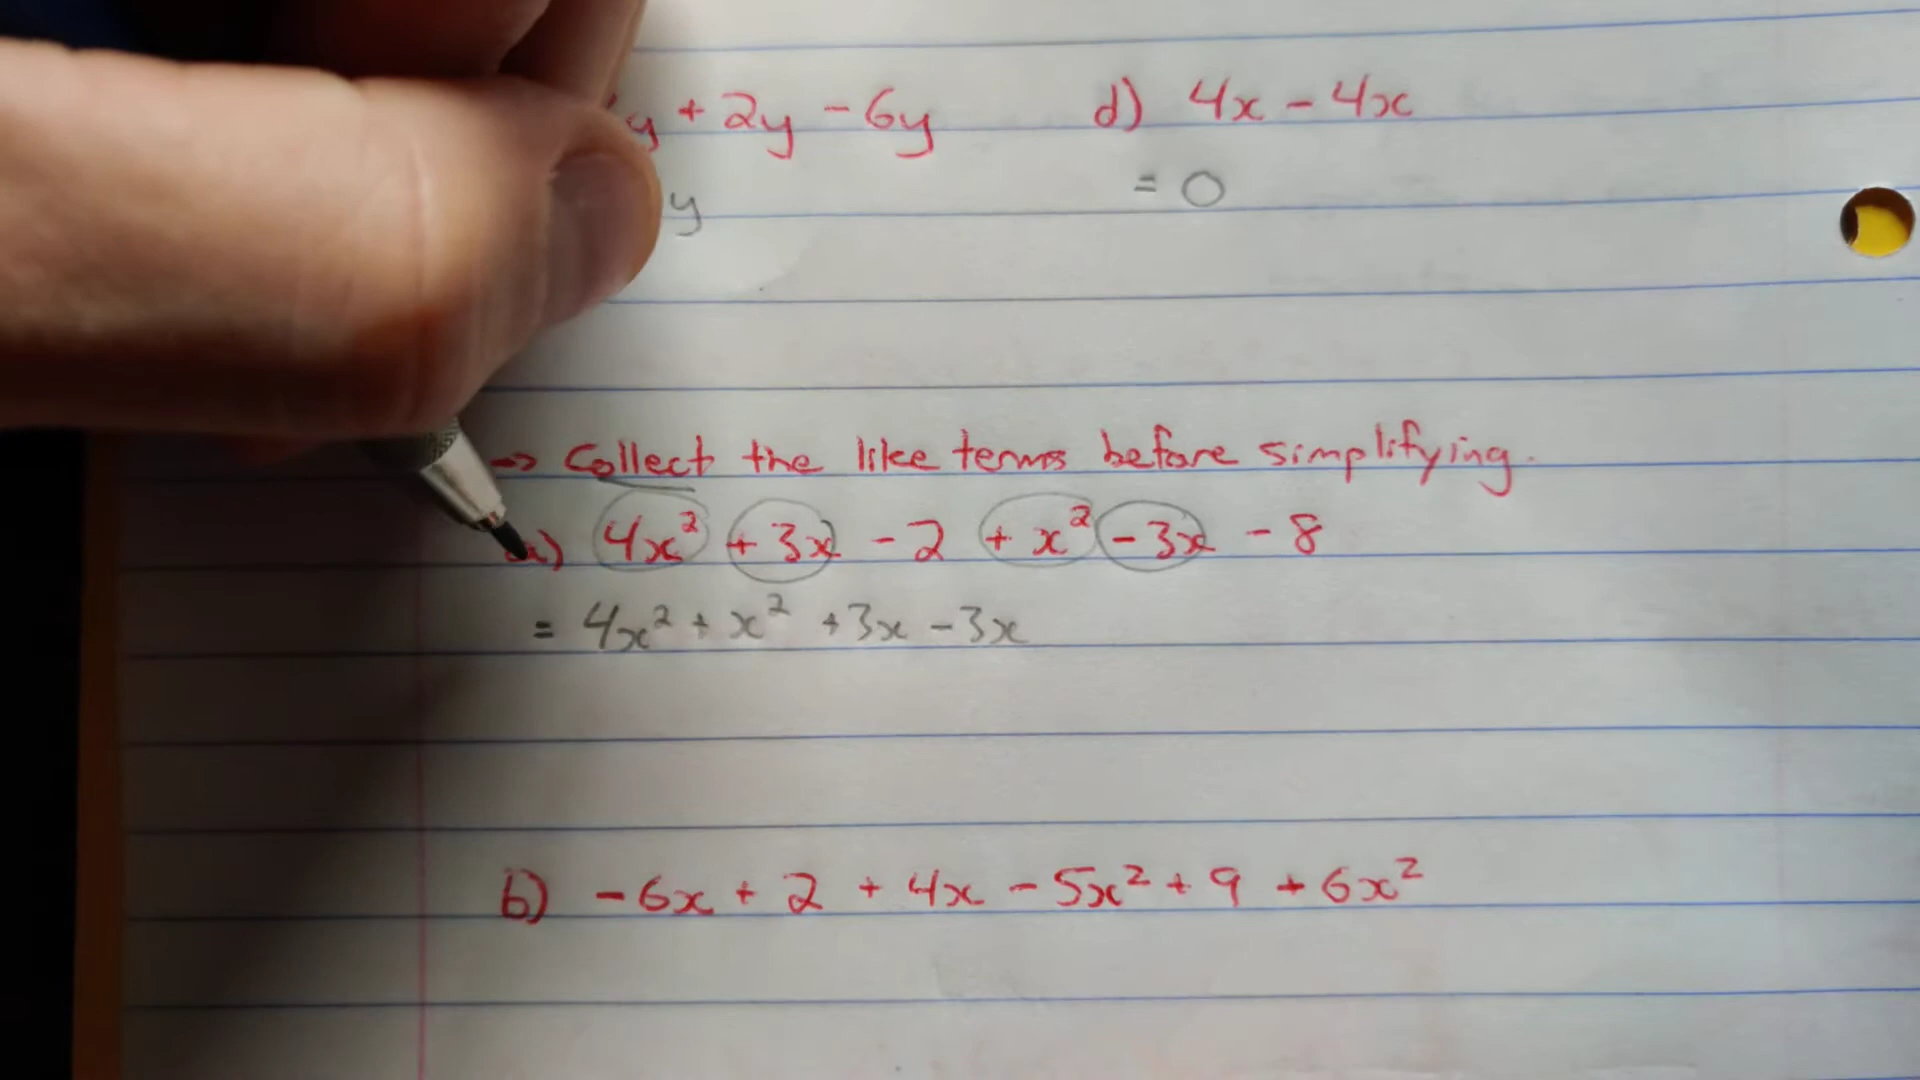 y + 2y - 6y d) 4x - 4x
y = 0
→ Collect the like terms before simplifying.
a) 4x² + 3x - 2 + x² - 3x - 8
= 4x² + x² + 3x - 3x
b) - 6x + 2 + 4x - 5x² + 9 + 6x²